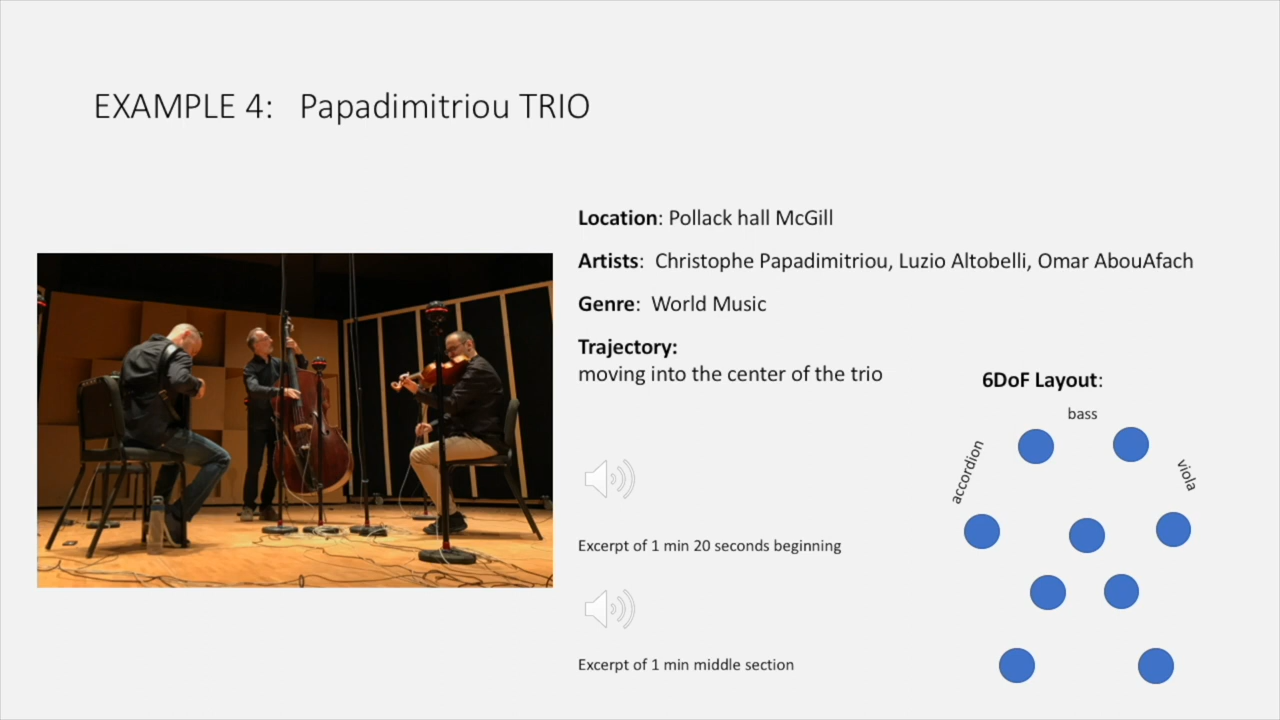 EXAMPLE 4: Papadimitriou TRIO
Location: Pollack hall McGill
Artists: Christophe Papadimitriou, Luzio Altobelli, Omar AbouAfach
Genre: World Music
Trajectory:
moving into the center of the trio
6DoF Layout:
bass
accordion
viola
Excerpt of 1 min 20 seconds beginning
Excerpt of 1 min middle section